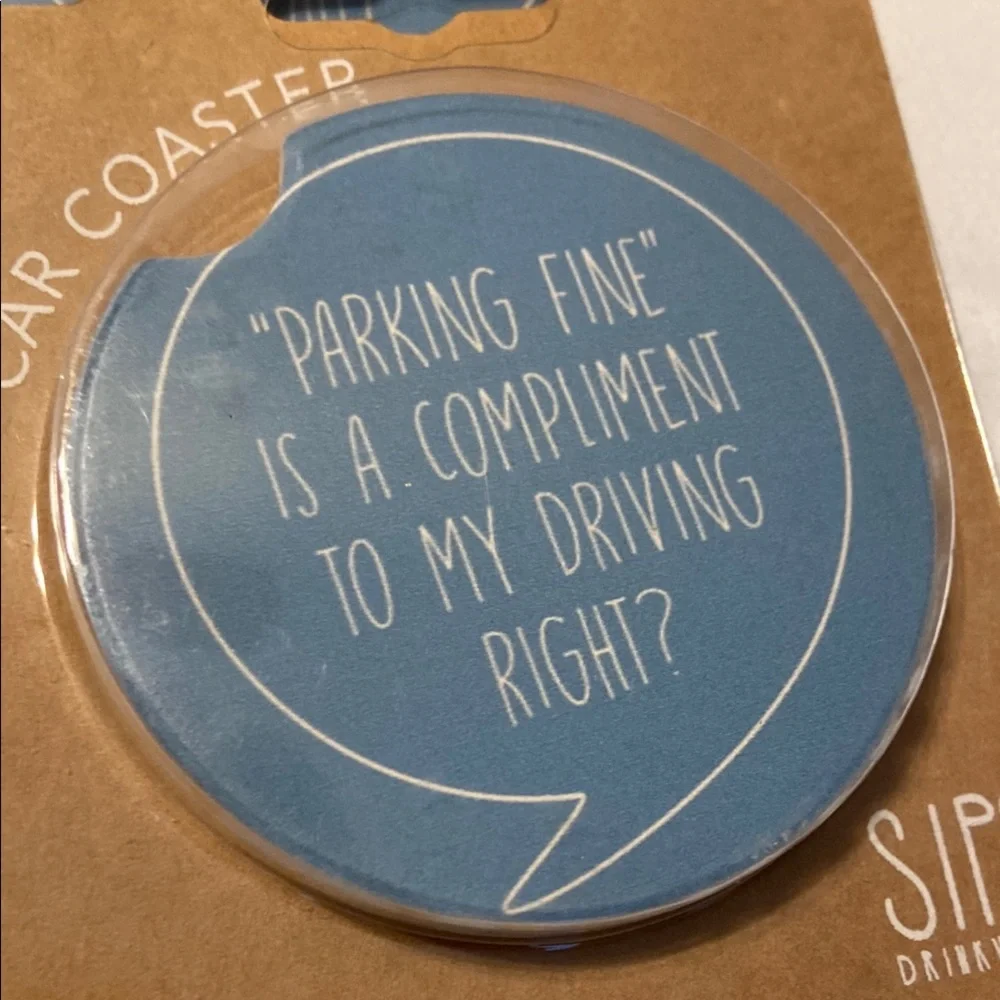 CAR COASTER
"PARKING FINE"
IS A COMPLIMENT
TO MY DRIVING
RIGHT?
SIP